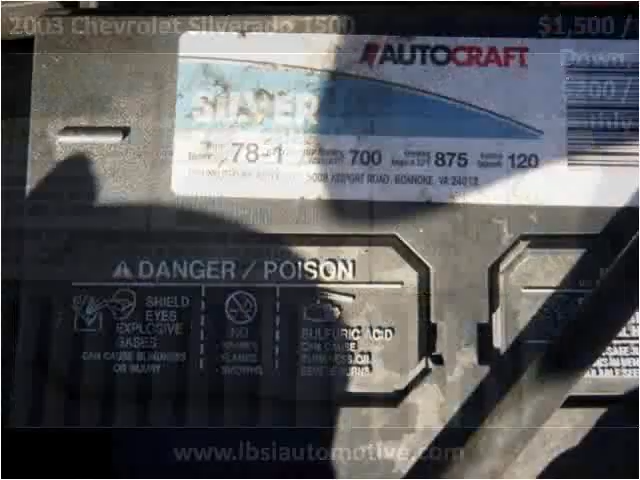 2003 Chevrolet Silverado 1500
$1,500 /
Down
$200 /
AUTOCRAFT
SILVER
78-1 700 875 120
5008 AIRPORT ROAD, ROANOKE, VA 24012
DANGER / POISON
SHIELD
EYES
EXPLOSIVE
GASES
CAN CAUSE BLINDNESS
OR INJURY
NO
SPARKS
FLAMES
SMOKING
SULFURIC ACID
CAN CAUSE
BLINDNESS OR
SEVERE BURNS
www.lbsiautomotive.com